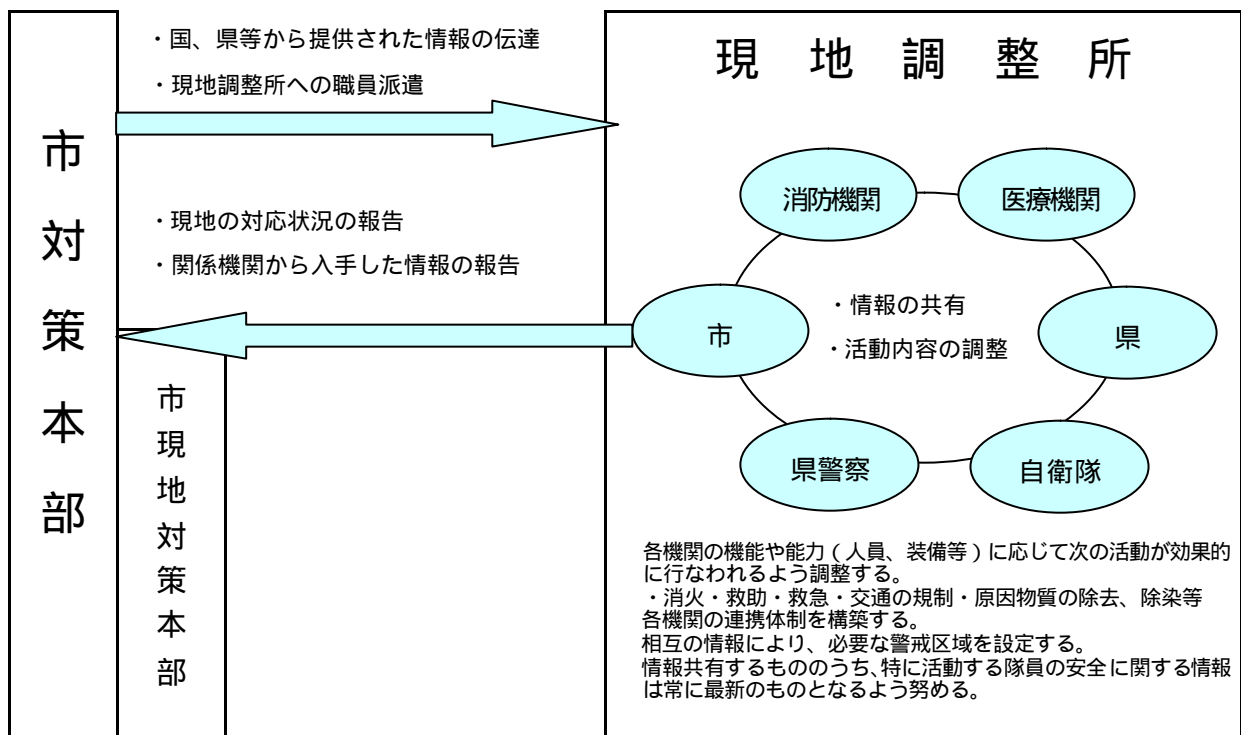 市対策本部
・国、県等から提供された情報の伝達
・現地調整所への職員派遣
・現地の対応状況の報告
・関係機関から入手した情報の報告
市現地対策本部
現地調整所
消防機関
医療機関
市
・情報の共有
・活動内容の調整
県
県警察
自衛隊
各機関の機能や能力(人員、装備等)に応じて次の活動が効果的
に行なわれるよう調整する。
・消火・救助・救急・交通の規制・原因物質の除去、除染等
各機関の連携体制を構築する。
相互の情報により、必要な警戒区域を設定する。
情報共有するもののうち、特に活動する隊員の安全に関する情報
は常に最新のものとなるよう努める。